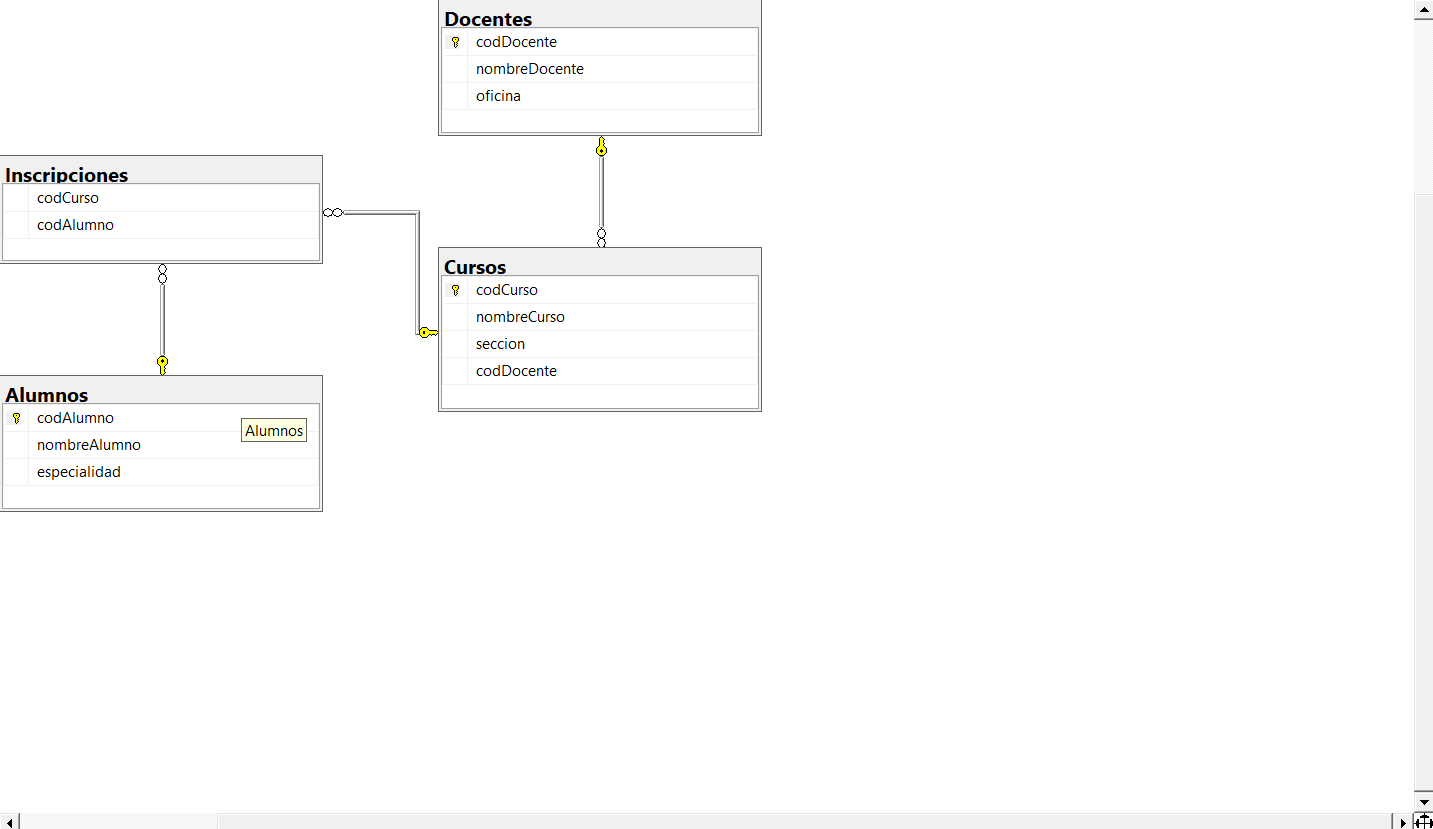 Docentes
codDocente
nombreDocente
oficina
Inscripciones
codCurso
codAlumno
Cursos
codCurso
nombreCurso
seccion
codDocente
Alumnos
codAlumno
nombreAlumno
especialidad
Alumnos